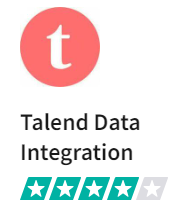 t
Talend Data
Integration